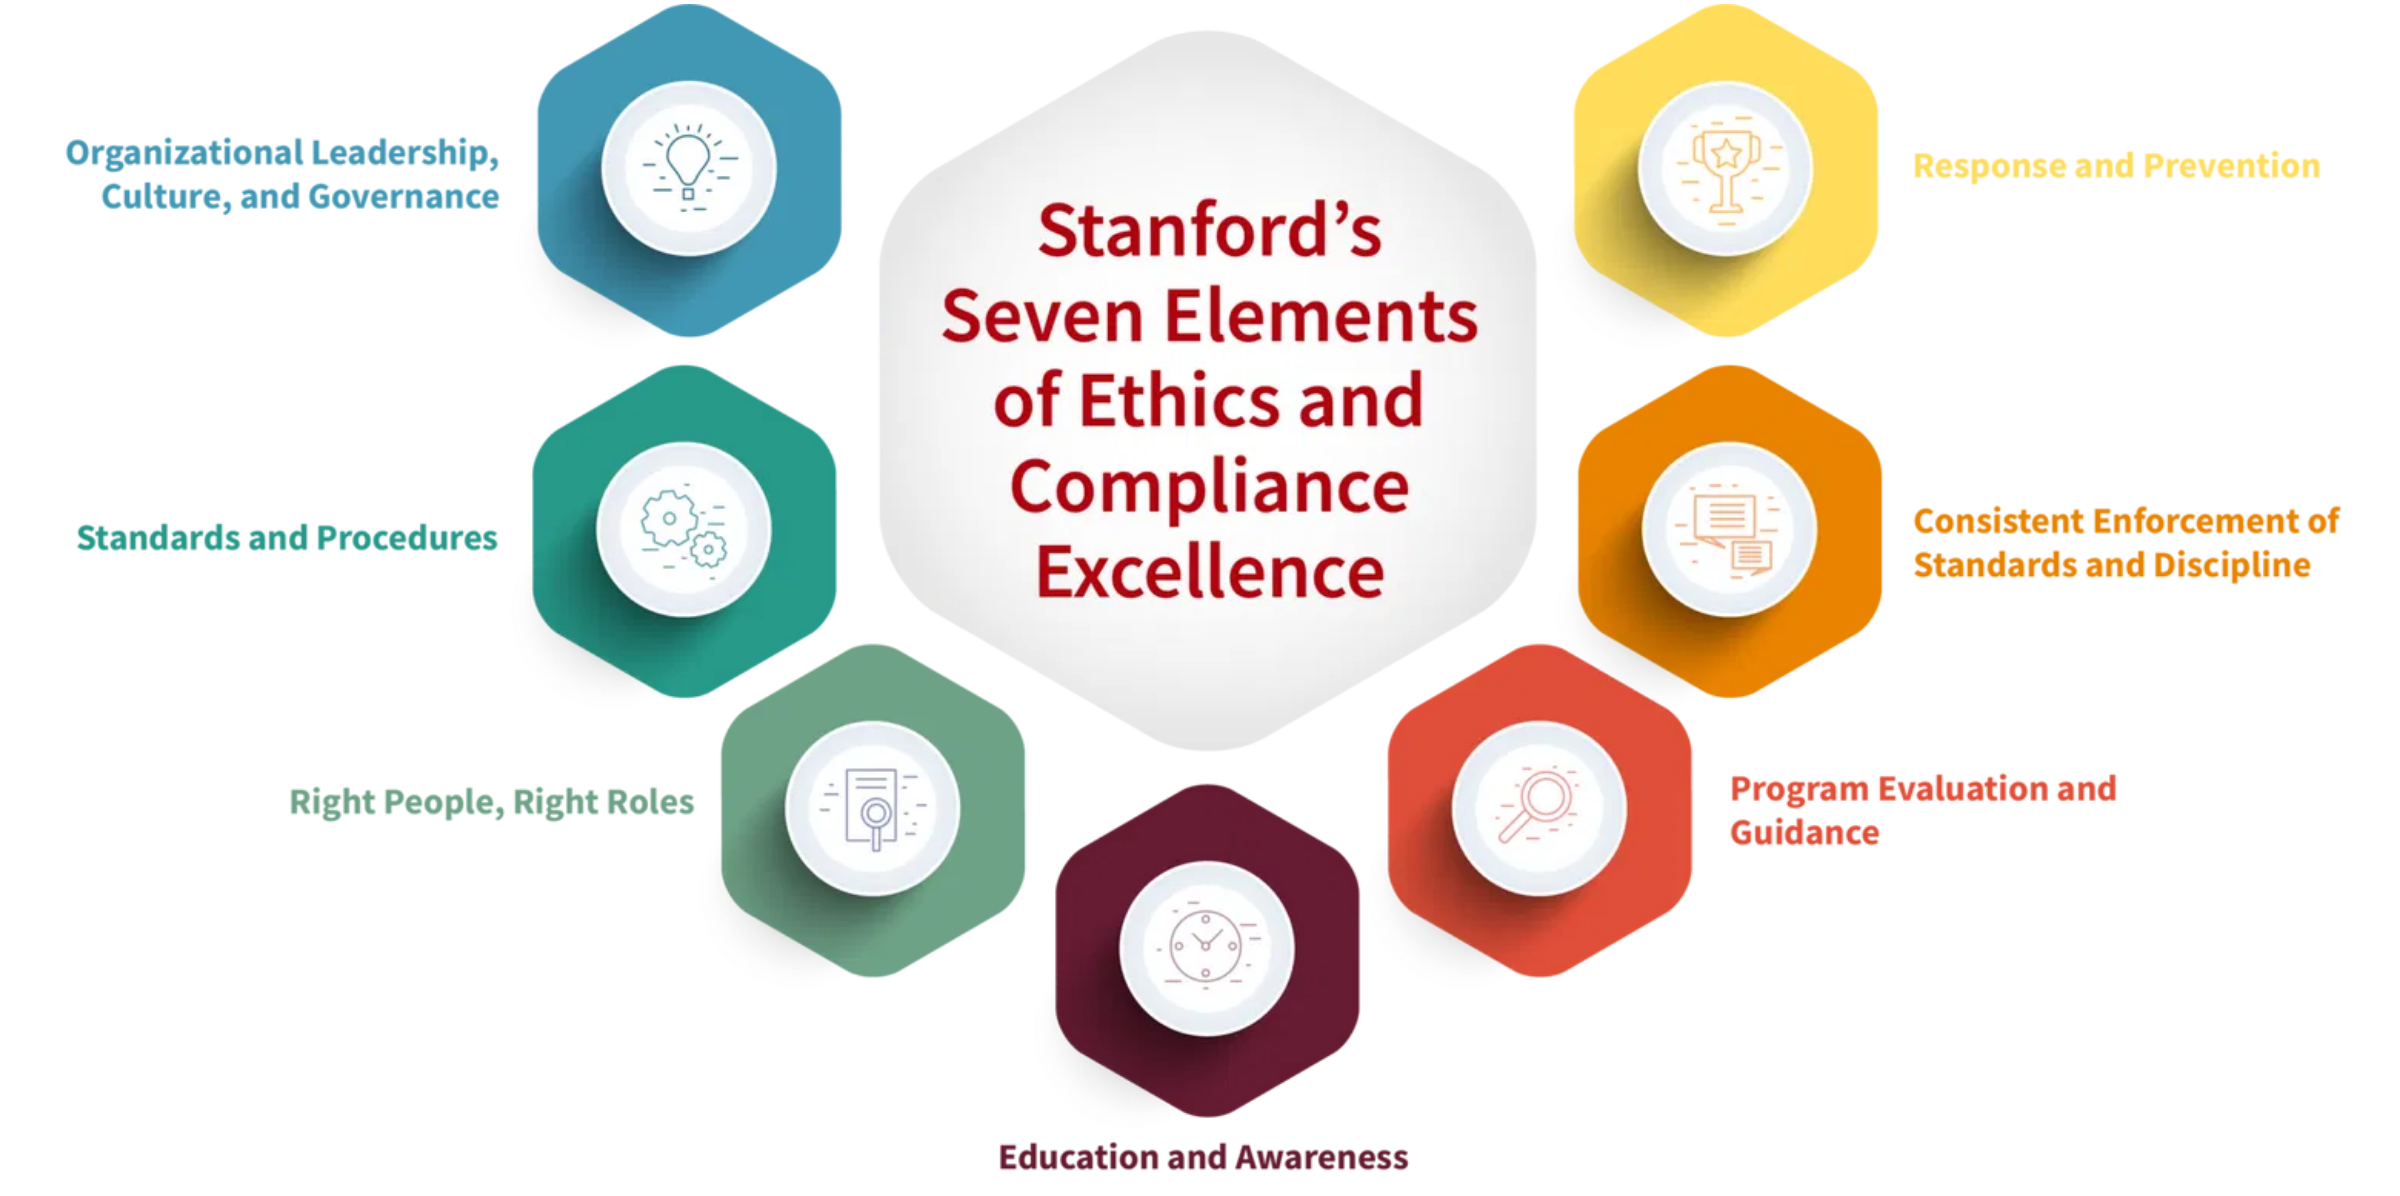 Stanford’s
Seven Elements
of Ethics and
Compliance
Excellence
Organizational Leadership,
Culture, and Governance
Standards and Procedures
Right People, Right Roles
Education and Awareness
Program Evaluation and
Guidance
Consistent Enforcement of
Standards and Discipline
Response and Prevention